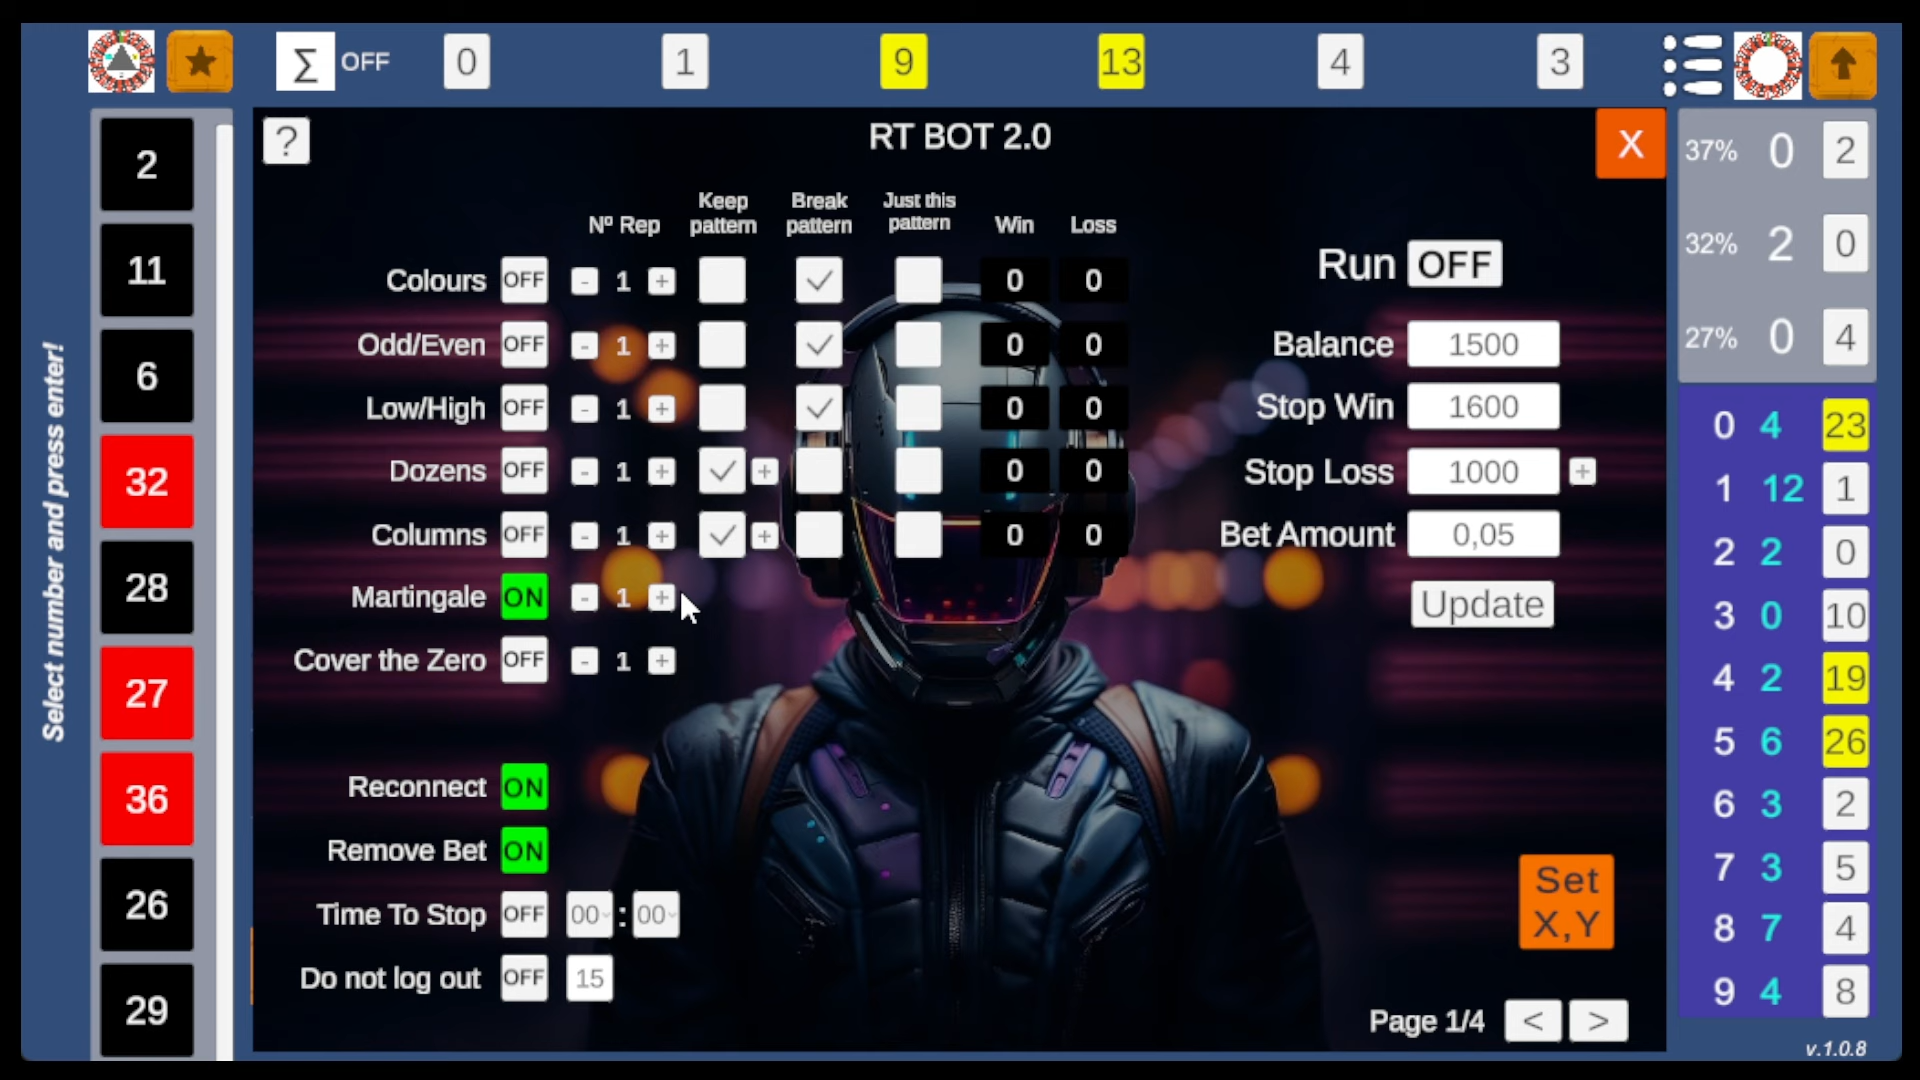 Σ OFF 0 1 9 13 4 3
? RT BOT 2.0 X
Nº Rep Keep pattern Break pattern Just this pattern Win Loss
Colours OFF - 1 + 0 0
Odd/Even OFF - 1 + 0 0
Low/High OFF - 1 + 0 0
Dozens OFF - 1 + + 0 0
Columns OFF - 1 + + 0 0
Martingale ON - 1 +
Cover the Zero OFF - 1 +
Reconnect ON
Remove Bet ON
Time To Stop OFF 00 : 00
Do not log out OFF 15
Run OFF
Balance 1500
Stop Win 1600
Stop Loss 1000 +
Bet Amount 0,05
Update
Set
X,Y
Page 1/4 < >
Select number and press enter!
2
11
6
32
28
27
36
26
29
37% 0 2
32% 2 0
27% 0 4
0 4 23
1 12 1
2 2 0
3 0 10
4 2 19
5 6 26
6 3 2
7 3 5
8 7 4
9 4 8
v.1.0.8